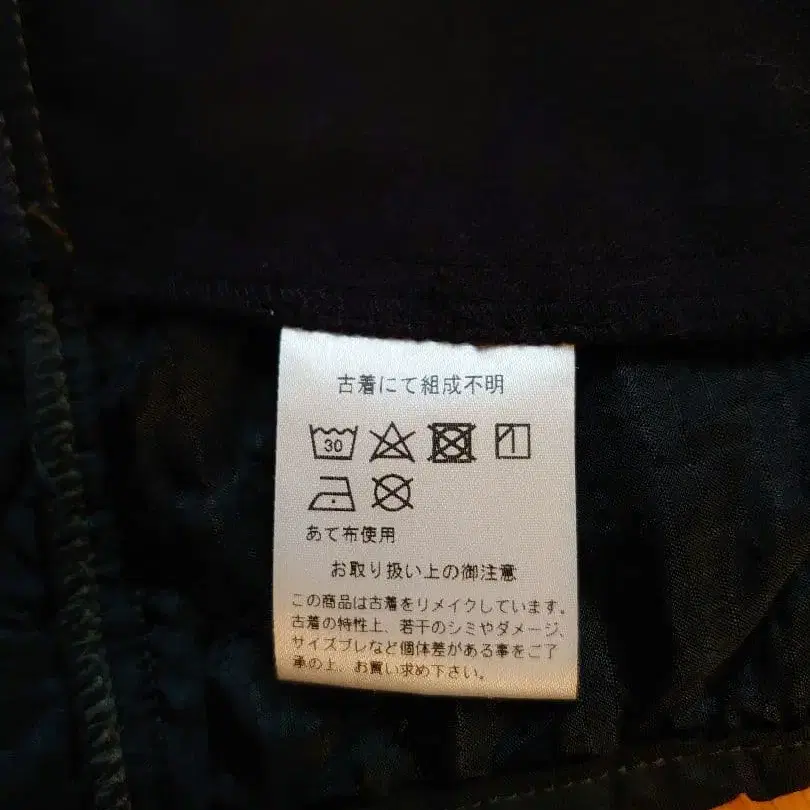 古着にて組成不明
30
あて布使用
お取り扱い上の御注意
この商品は古着をリメイクしています。
古着の特性上、若干のシミやダメージ、
サイズブレなど個体差がある事をご了
承の上、お買い求め下さい。